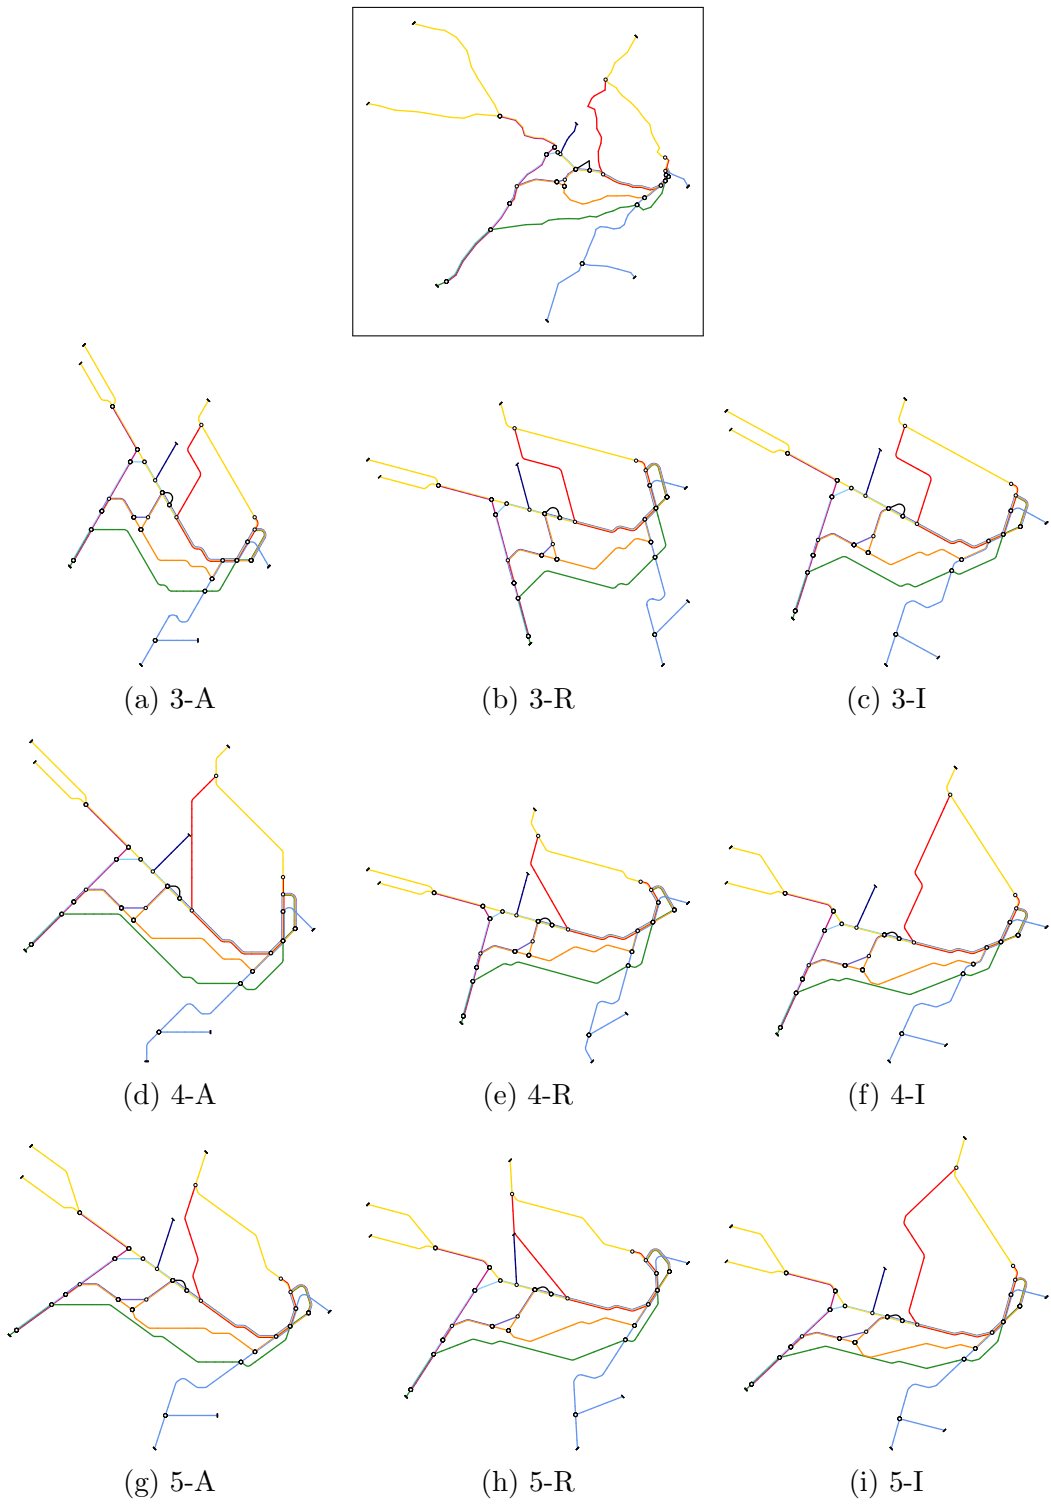 (a) 3-A
(b) 3-R
(c) 3-I
(d) 4-A
(e) 4-R
(f) 4-I
(g) 5-A
(h) 5-R
(i) 5-I